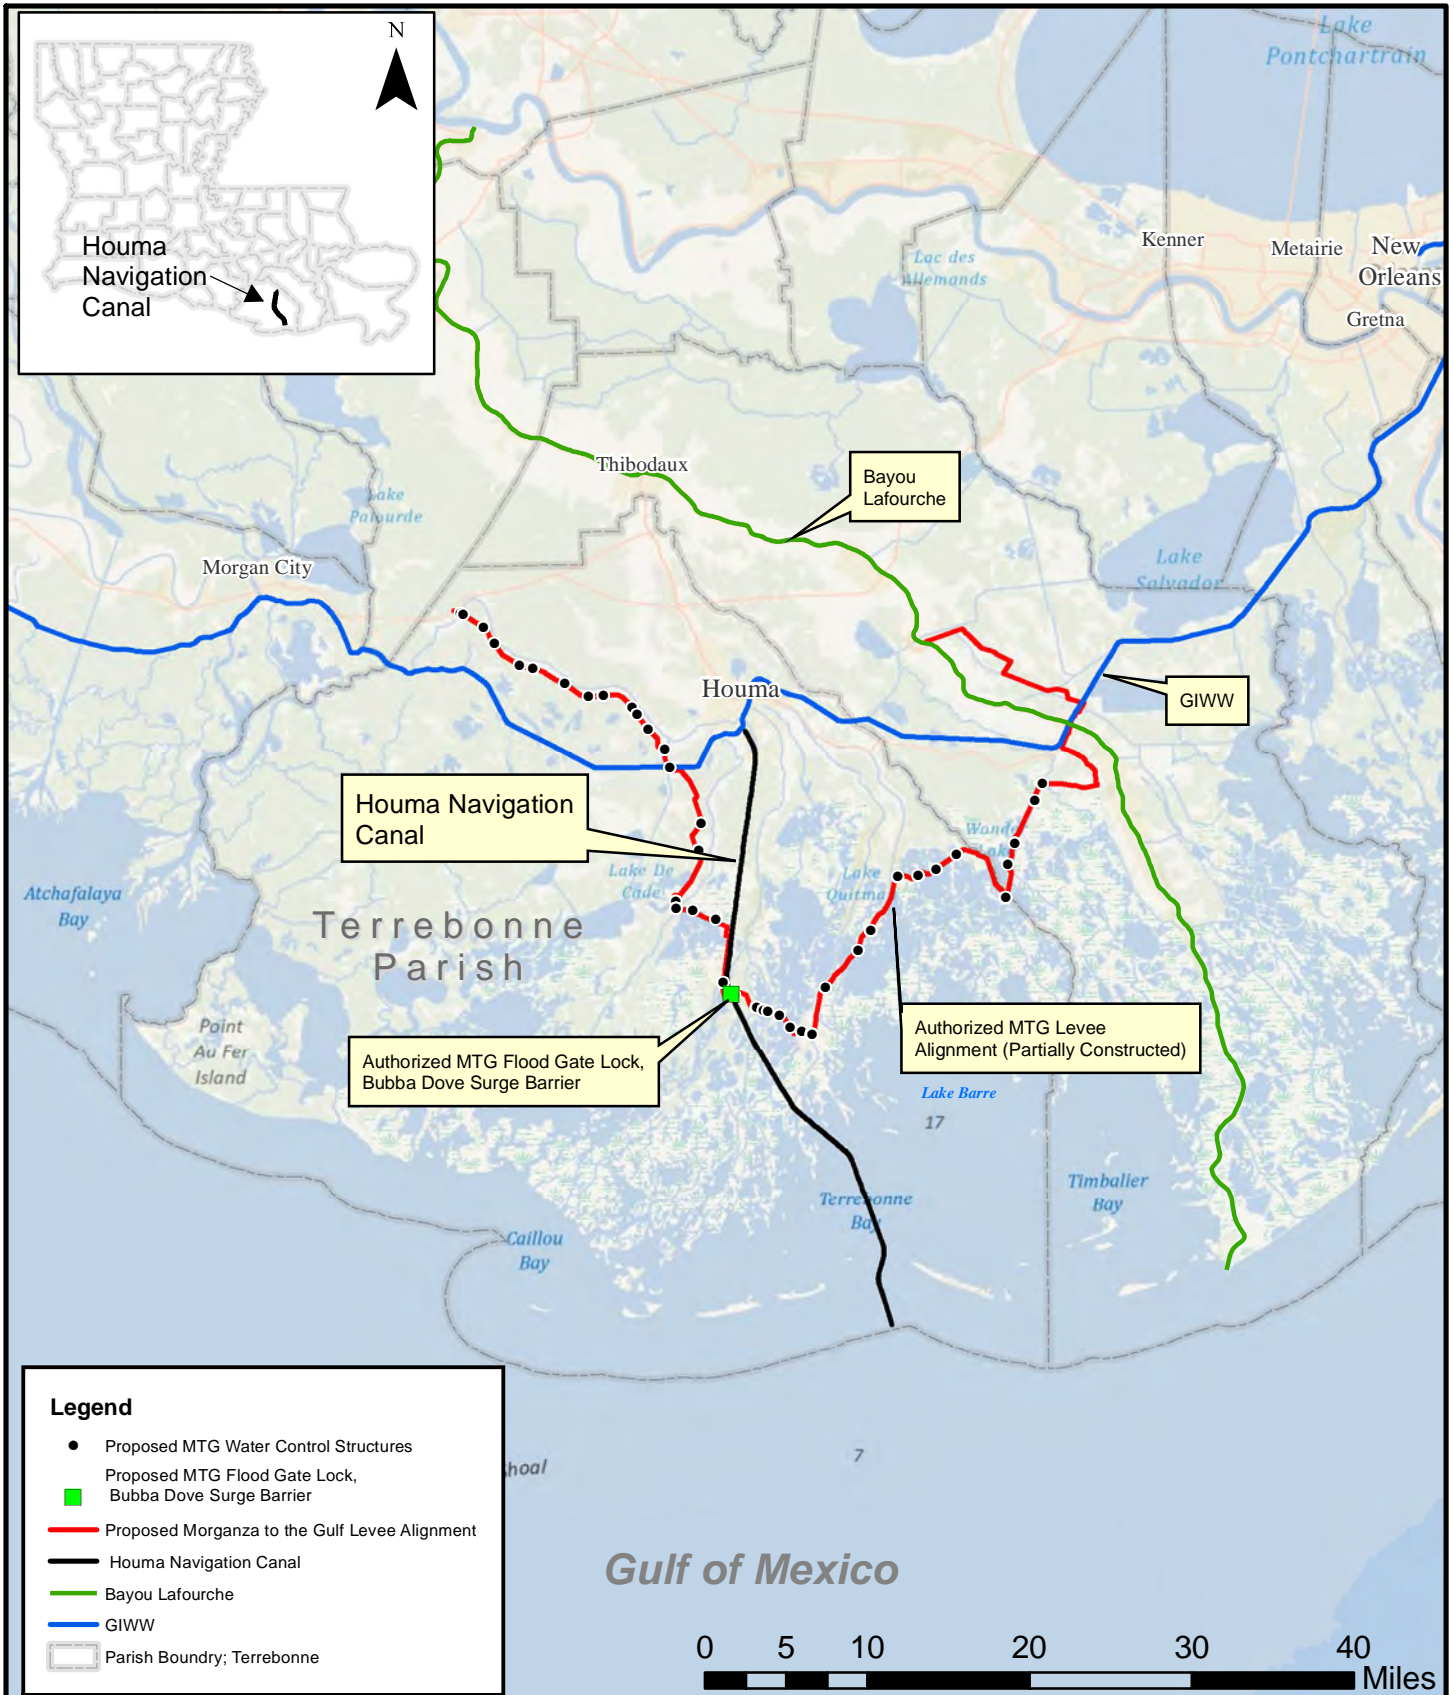 N
Houma
Navigation
Canal
Lake
Pontchartrain
Kenner
Metairie
New
Orleans
Gretna
Lac des
Allemands
Thibodaux
Bayou
Lafourche
Lake
Palourde
Morgan City
Lake
Salvador
Houma
GIWW
Houma Navigation
Canal
Lake De
Cade
Lake
Quitma
Wonde
Lake
Atchafalaya
Bay
Terrebonne
Parish
Point
Au Fer
Island
Authorized MTG Flood Gate Lock,
Bubba Dove Surge Barrier
Authorized MTG Levee
Alignment (Partially Constructed)
Lake Barre
17
Terrebonne
Bay
Timbalier
Bay
Caillou
Bay
Legend
Proposed MTG Water Control Structures
Proposed MTG Flood Gate Lock,
Bubba Dove Surge Barrier
Proposed Morganza to the Gulf Levee Alignment
Houma Navigation Canal
Bayou Lafourche
GIWW
Parish Boundry; Terrebonne
Shoal
7
Gulf of Mexico
0 5 10 20 30 40
Miles